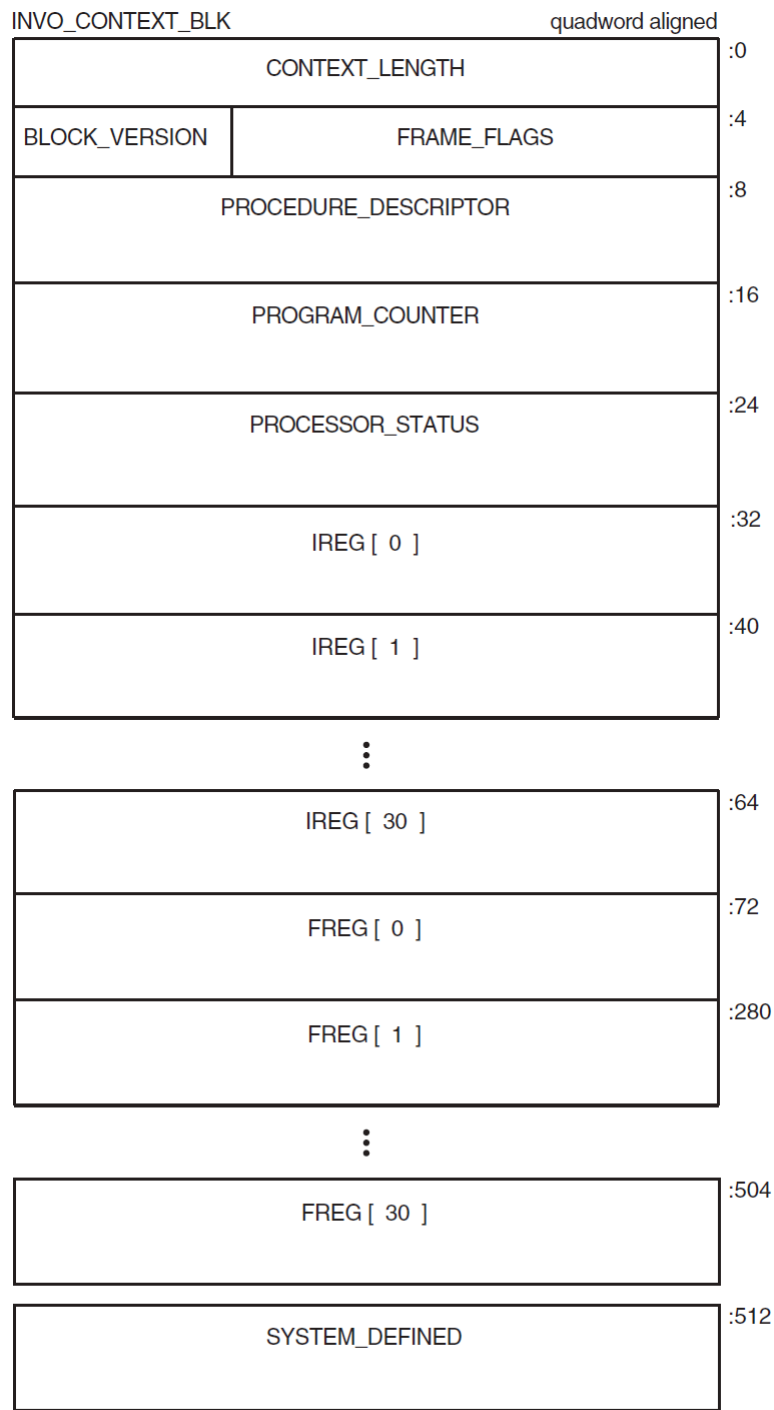 INVO_CONTEXT_BLK quadword aligned
CONTEXT_LENGTH :0
BLOCK_VERSION FRAME_FLAGS :4
PROCEDURE_DESCRIPTOR :8
PROGRAM_COUNTER :16
PROCESSOR_STATUS :24
IREG [ 0 ] :32
IREG [ 1 ] :40
IREG [ 30 ] :64
FREG [ 0 ] :72
FREG [ 1 ] :280
FREG [ 30 ] :504
SYSTEM_DEFINED :512